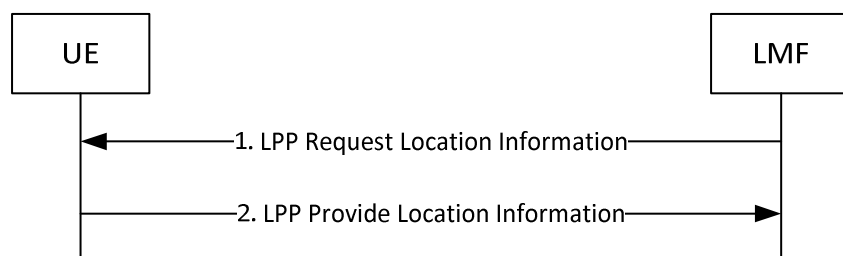 UE
LMF
1. LPP Request Location Information
2. LPP Provide Location Information